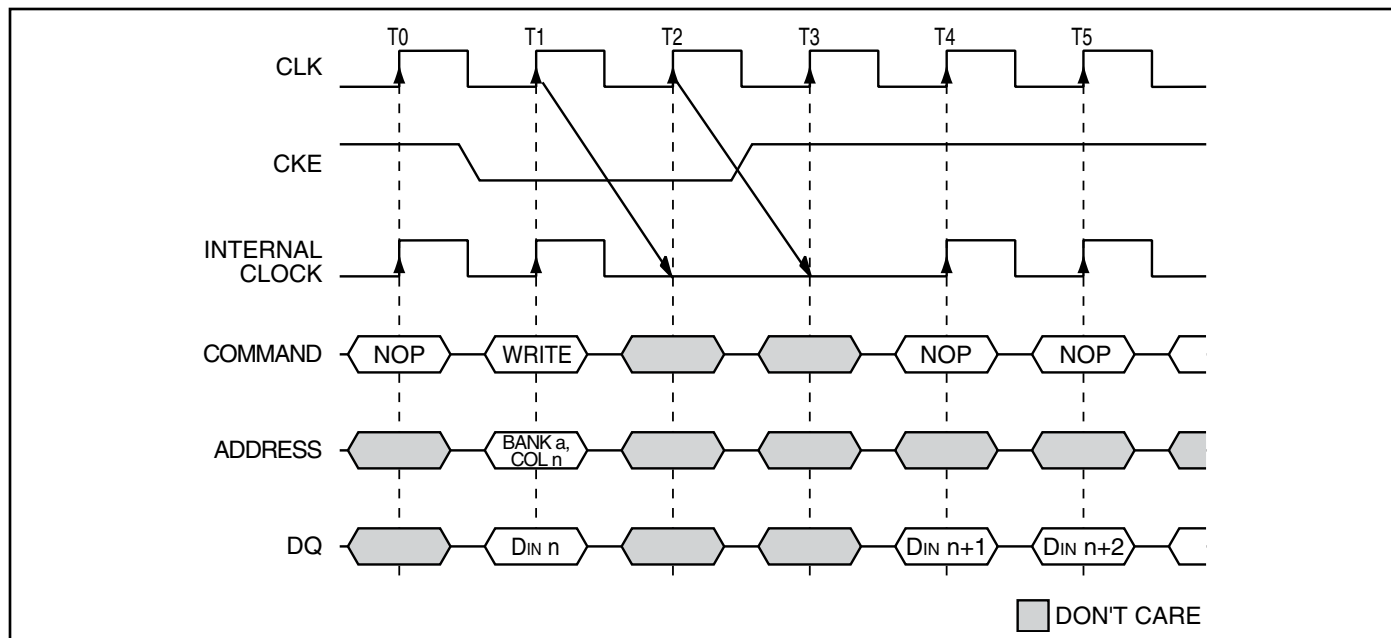 T0 T1 T2 T3 T4 T5
CLK
CKE
INTERNAL
CLOCK
COMMAND NOP WRITE NOP NOP
ADDRESS BANK a,
COL n
DQ DIN n DIN n+1 DIN n+2
DON'T CARE